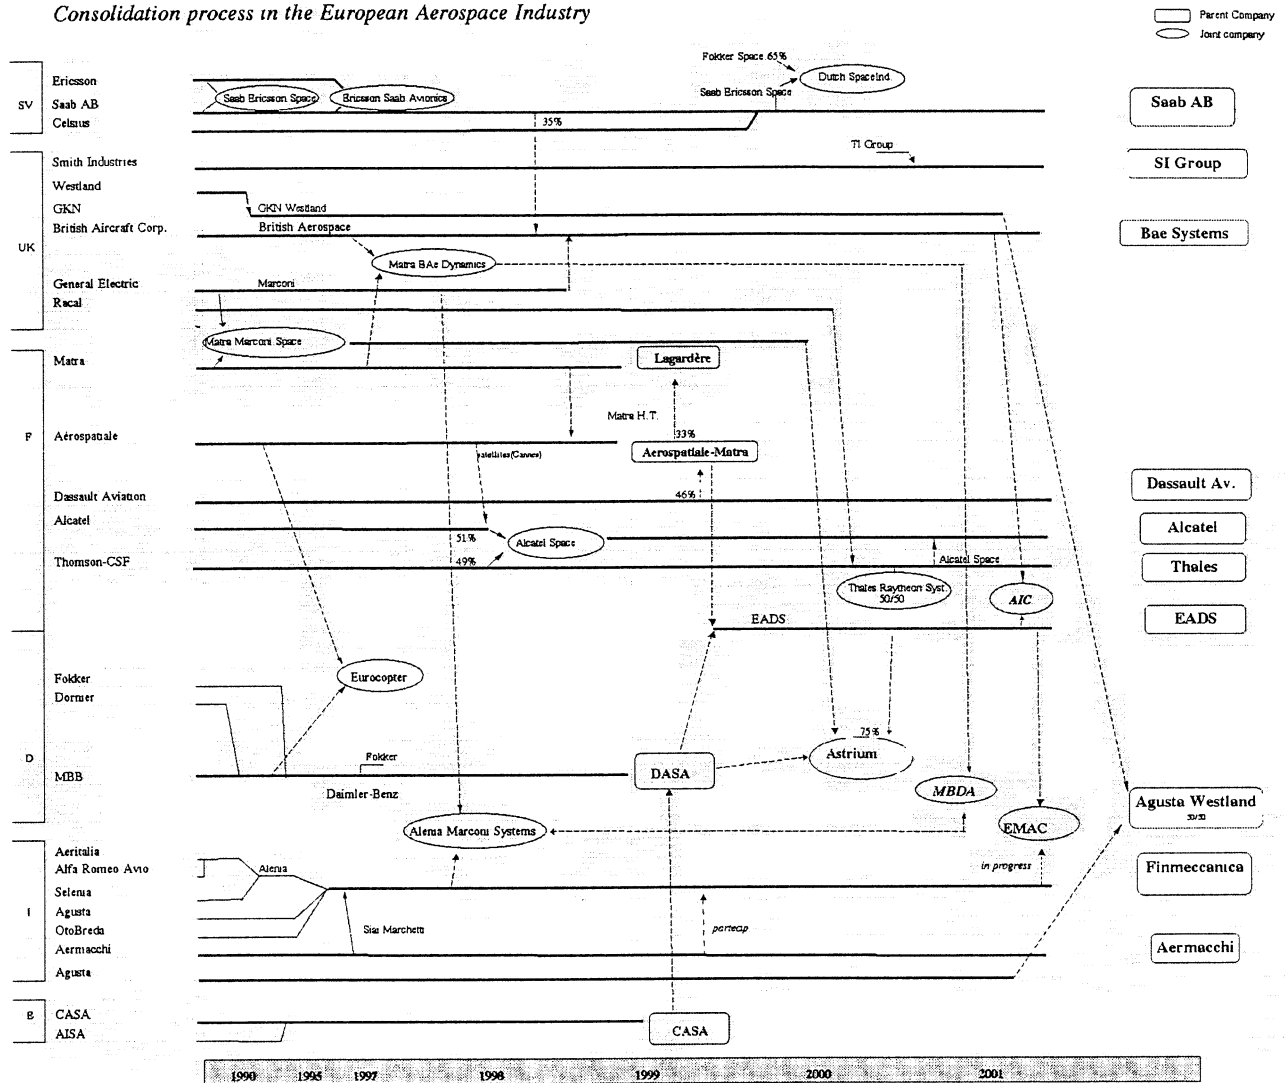 Consolidation process in the European Aerospace Industry
Parent Company
Joint company
Fokker Space 65%
Dutch SpaceInd.
Saab Ericsson Space
SV
Ericsson
Saab AB
Celsius
Saab Ericsson Space
Ericsson Saab Avionics
35%
Saab AB
UK
Smith Industries
TI Group
SI Group
Westland
GKN
GKN Westland
British Aircraft Corp.
British Aerospace
Bae Systems
Matra BAe Dynamics
General Electric
Marconi
Racal
Matra Marconi Space
F
Matra
Lagardère
Matra H.T.
33%
Aérospatiale
satellites(Cannes)
Aerospatiale-Matra
Dassault Aviation
46%
Dassault Av.
Alcatel
51%
Alcatel Space
Alcatel
Thomson-CSF
49%
Alcatel Space
Thales
Thales Raytheon Syst.
50/50
AIC
EADS
EADS
D
Fokker
Dornier
Eurocopter
75%
Astrium
MBB
Fokker
Daimler-Benz
DASA
MBDA
Alenia Marconi Systems
EMAC
Agusta Westland
50/50
I
Aeritalia
Alfa Romeo Avio
Alenia
in progress
Finmeccanica
Selenia
Agusta
OtoBreda
Siai Marchetti
partecip
Aermacchi
Aermacchi
Agusta
E
CASA
AISA
CASA
1990 1995 1997 1998 1999 2000 2001